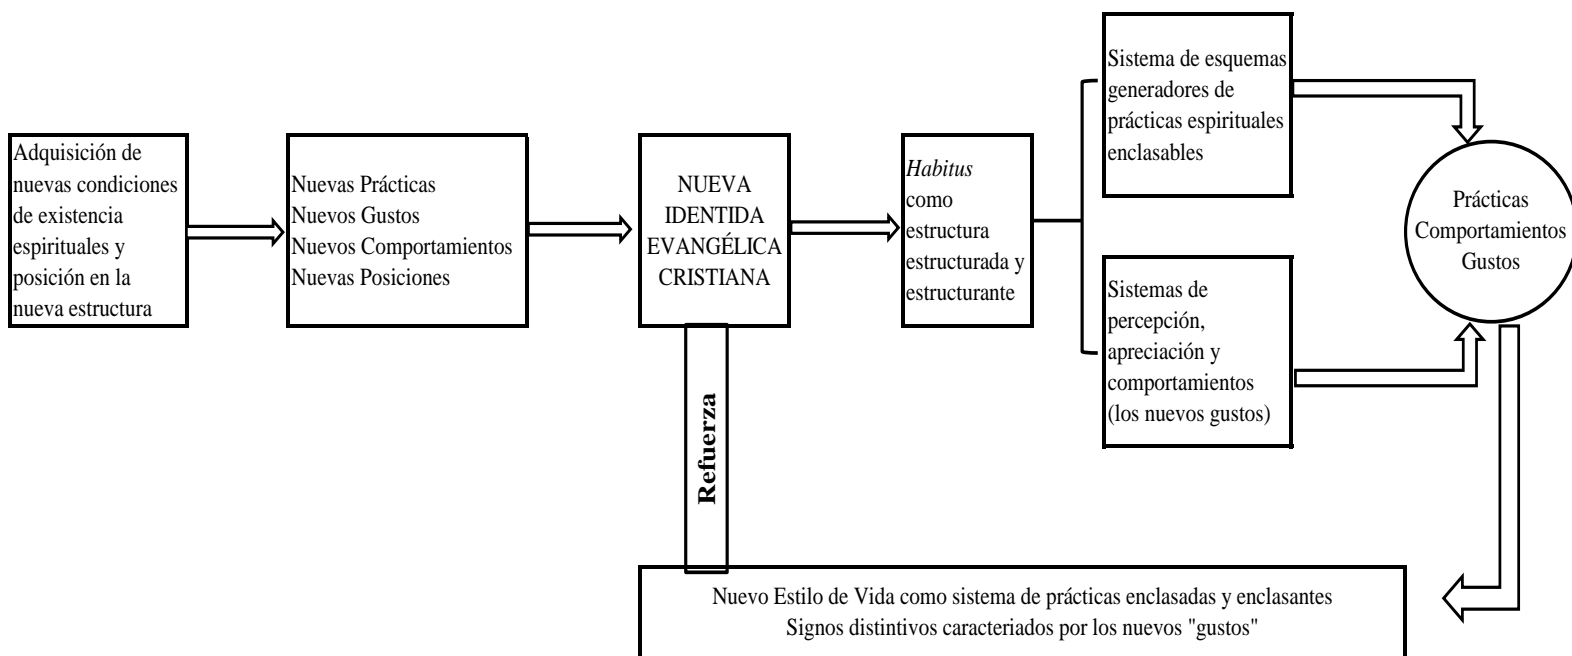 Adquisición de
nuevas condiciones
de existencia
espirituales y
posición en la
nueva estructura
Nuevas Prácticas
Nuevos Gustos
Nuevos Comportamientos
Nuevas Posiciones
NUEVA
IDENTIDA
EVANGÉLICA
CRISTIANA
Habitus
como
estructura
estructurada y
estructurante
Sistema de esquemas
generadores de
prácticas espirituales
enclasables
Sistemas de
percepción,
apreciación y
comportamientos
(los nuevos gustos)
Prácticas
Comportamientos
Gustos
Refuerza
Nuevo Estilo de Vida como sistema de prácticas enclasadas y enclasantes
Signos distintivos caracteriados por los nuevos "gustos"